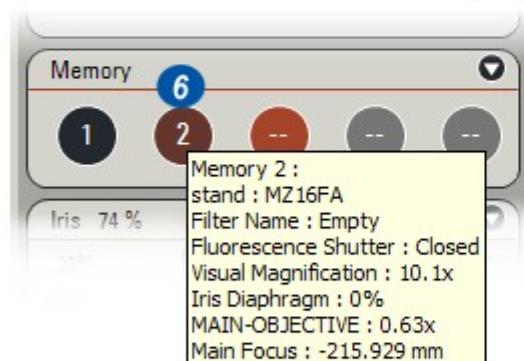 Memory
6
1 2 -- -- --
Memory 2 :
stand : MZ16FA
Iris 74 %
Filter Name : Empty
Fluorescence Shutter : Closed
Visual Magnification : 10.1x
Iris Diaphragm : 0%
MAIN-OBJECTIVE : 0.63x
Main Focus : -215.929 mm